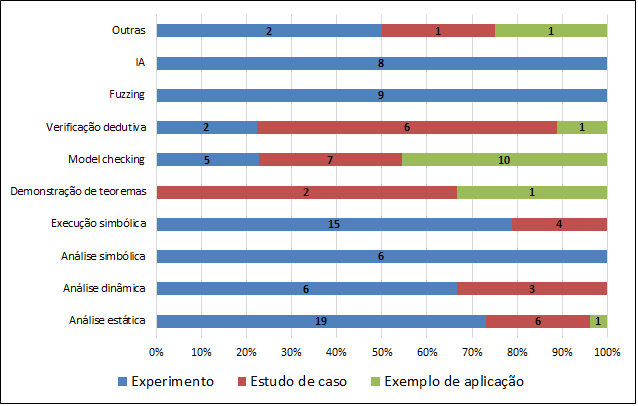 Outras 2 1 1
IA 8
Fuzzing 9
Verificação dedutiva 2 6 1
Model checking 5 7 10
Demonstração de teoremas 2 1
Execução simbólica 15 4
Análise simbólica 6
Análise dinâmica 6 3
Análise estática 19 6 1
0% 10% 20% 30% 40% 50% 60% 70% 80% 90% 100%
Experimento Estudo de caso Exemplo de aplicação